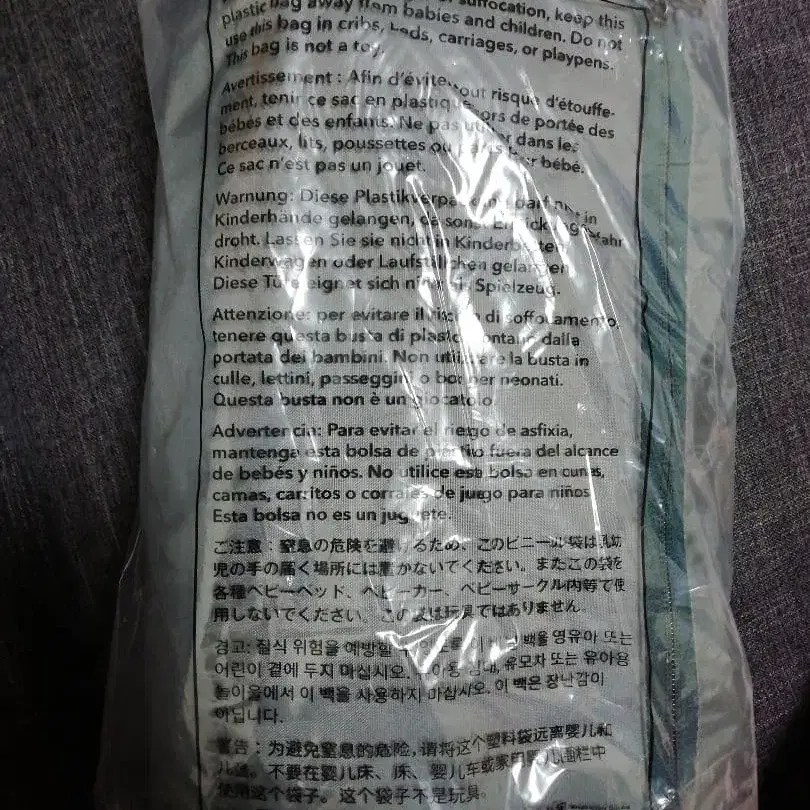 suffocation, keep this
plastic bag away from babies and children. Do not
use this bag in cribs, beds, carriages, or playpens.
This bag is not a toy.
Avertissement : Afin d'éviter tout risque d'étouffe-
ment, tenir ce sac en plastique hors de portée des
bébés et des enfants. Ne pas utiliser dans les
berceaux, lits, poussettes ou parcs pour bébé.
Ce sac n'est pas un jouet.
Warnung: Diese Plastikverpackung darf nicht in
Kinderhände gelangen, da sonst Erstickungsgefahr
droht. Lassen Sie sie nicht in Kinderbetten,
Kinderwagen oder Laufställchen gelangen.
Diese Tüte eignet sich nicht als Spielzeug.
Attenzione: per evitare il rischio di soffocamento,
tenere questa busta di plastica lontano dalla
portata dei bambini. Non utilizzare la busta in
culle, lettini, passeggini o box per neonati.
Questa busta non è un giocattolo.
Advertencia: Para evitar el riesgo de asfixia,
mantenga esta bolsa de plástico fuera del alcance
de bebés y niños. No utilice esta bolsa en cunas,
camas, carritos o corrales de juego para niños.
Esta bolsa no es un juguete.
ご注意：窒息の危険を避けるため、このビニール袋は乳幼
児の手の届く場所には置かないでください。またこの袋を
各種ベビーベッド、ベビーカー、ベビーサークル内等で使
用しないでください。この袋は玩具ではありません。
경고: 질식 위험을 예방할 수 있도록 이 비닐 백을 영유아 또는
어린이 곁에 두지 마십시오. 유아용 침대, 유모차 또는 유아용
놀이울에서 이 백을 사용하지 마십시오. 이 백은 장난감이
아닙니다.
警告：为避免窒息的危险，请将这个塑料袋远离婴儿和
儿童。不要在婴儿床、床、婴儿车或家用婴儿围栏中
使用这个袋子。这个袋子不是玩具。